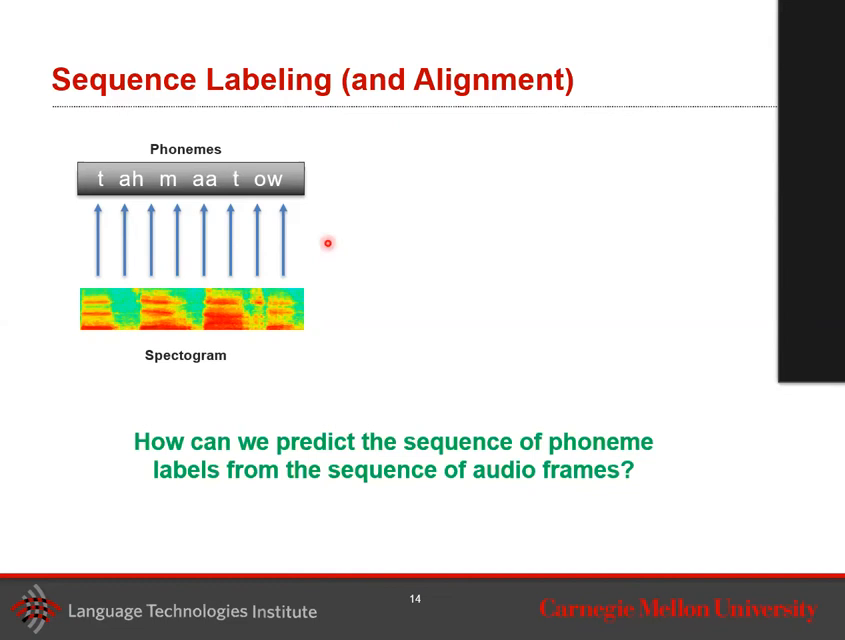 Sequence Labeling (and Alignment)
Phonemes
t ah m aa t ow
Spectogram
How can we predict the sequence of phoneme
labels from the sequence of audio frames?
14
Language Technologies Institute
Carnegie Mellon University